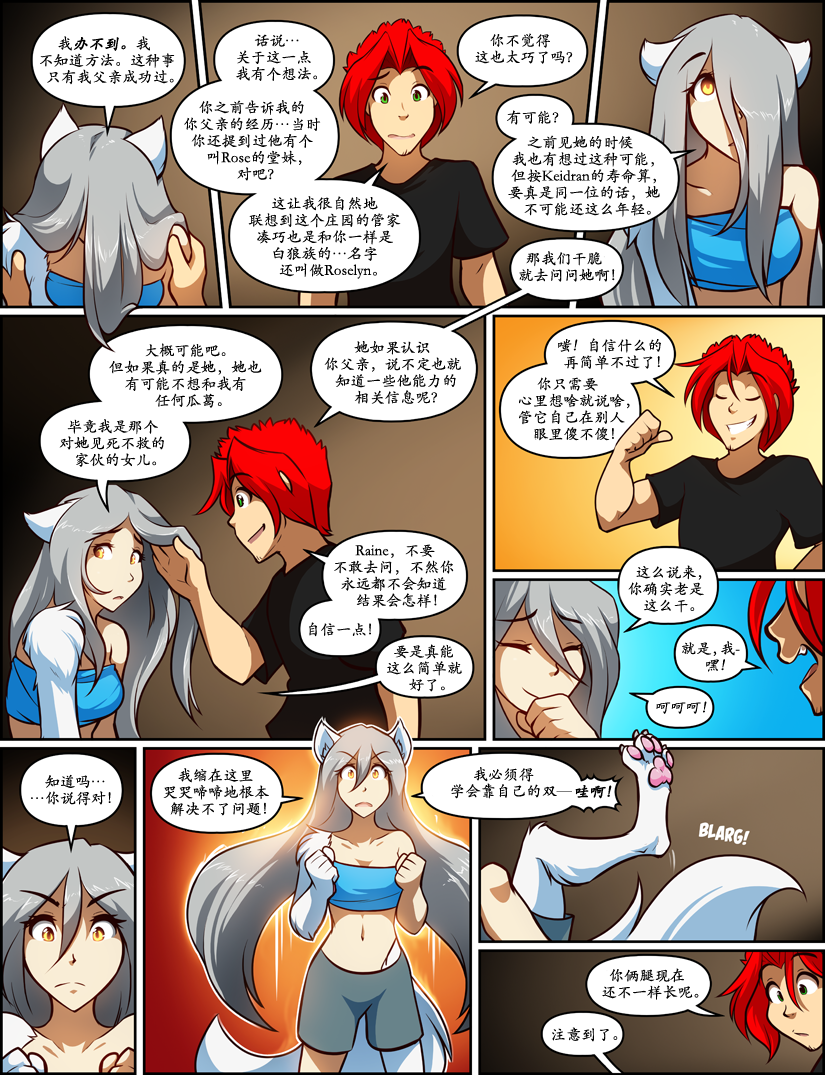 我办不到。我
不知道方法。这种事
只有我父亲成功过。
话说…
关于这一点
我有个想法。
你之前告诉我的
你父亲的经历…当时
你还提到过他有个
叫Rose的堂妹，
对吧？
这让我很自然地
联想到这个庄园的管家
凑巧也是和你一样是
白狼族的…名字
还叫做Roselyn。
你不觉得
这也太巧了吗？
有可能？
之前见她的时候
我也有想过这种可能，
但按Keidran的寿命算，
要真是同一位的话，她
不可能还这么年轻。
那我们干脆
就去问问她啊！
她如果认识
你父亲，说不定也就
知道一些他能力的
相关信息呢？
大概可能吧。
但如果真的是她，她也
有可能不想和我有
任何瓜葛。
毕竟我是那个
对她见死不救的
家伙的女儿。
Raine，不要
不敢去问，不然你
永远都不会知道
结果会怎样！
自信一点！
要是真能
这么简单就
好了。
嗤！自信什么的
再简单不过了！
你只需要
心里想啥就说啥，
管它自己在别人
眼里傻不傻！
这么说来，
你确实老是
这么干。
就是，我-
嘿！
呵呵呵！
知道吗…
…你说得对！
我缩在这里
哭哭啼啼地根本
解决不了问题！
我必须得
学会靠自己的双—哇啊！
BLARG!
你俩腿现在
还不一样长呢。
注意到了。